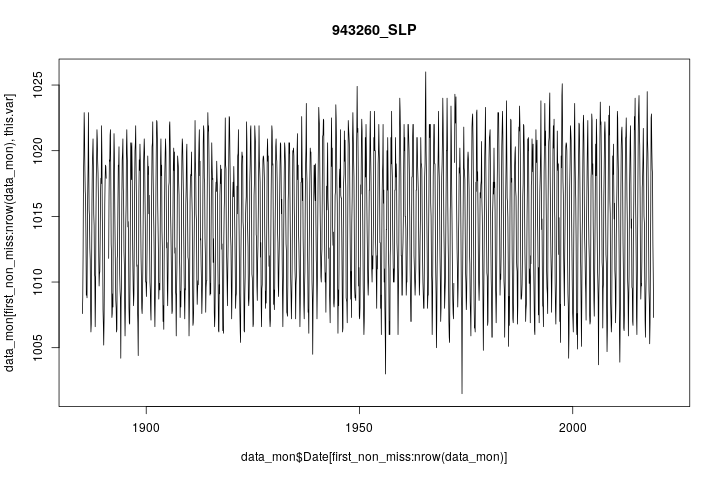 943260_SLP
data_mon[first_non_miss:nrow(data_mon), this.var]
1025
1020
1015
1010
1005
1900
1950
2000
data_mon$Date[first_non_miss:nrow(data_mon)]